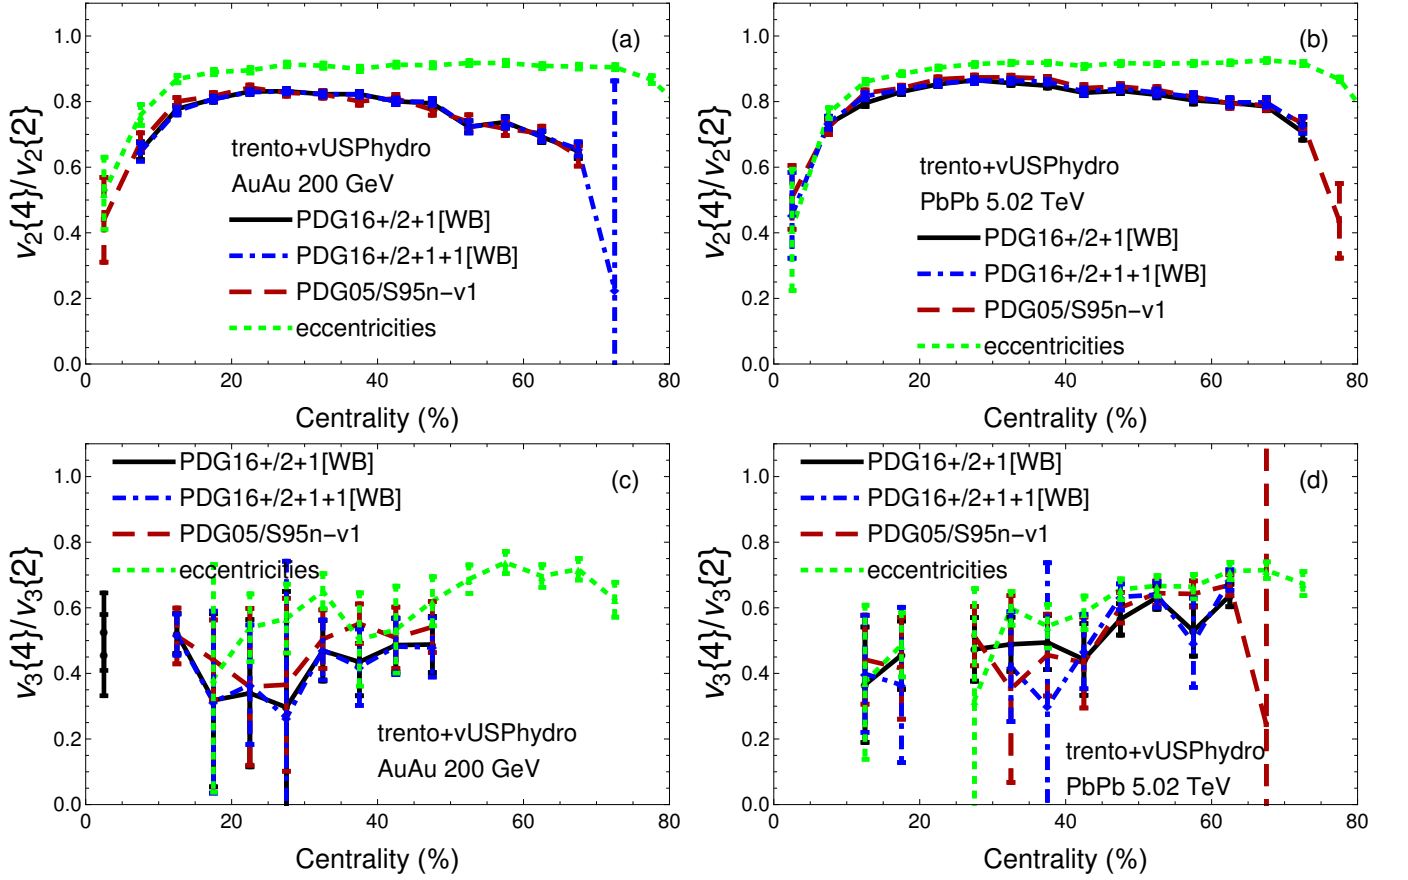 (a)
1.0
0.8
0.6
0.4
0.2
0.0
v₂{4}/v₂{2}
trento+vUSPhydro
AuAu 200 GeV
PDG16+/2+1[WB]
PDG16+/2+1+1[WB]
PDG05/S95n−v1
eccentricities
0 20 40 60 80
Centrality (%)
(b)
1.0
0.8
0.6
0.4
0.2
0.0
v₂{4}/v₂{2}
trento+vUSPhydro
PbPb 5.02 TeV
PDG16+/2+1[WB]
PDG16+/2+1+1[WB]
PDG05/S95n−v1
eccentricities
0 20 40 60 80
Centrality (%)
PDG16+/2+1[WB]
PDG16+/2+1+1[WB]
PDG05/S95n−v1
eccentricities
(c)
1.0
0.8
0.6
0.4
0.2
0.0
v₃{4}/v₃{2}
trento+vUSPhydro
AuAu 200 GeV
0 20 40 60 80
Centrality (%)
PDG16+/2+1[WB]
PDG16+/2+1+1[WB]
PDG05/S95n−v1
eccentricities
(d)
1.0
0.8
0.6
0.4
0.2
0.0
v₃{4}/v₃{2}
trento+vUSPhydro
PbPb 5.02 TeV
0 20 40 60 80
Centrality (%)